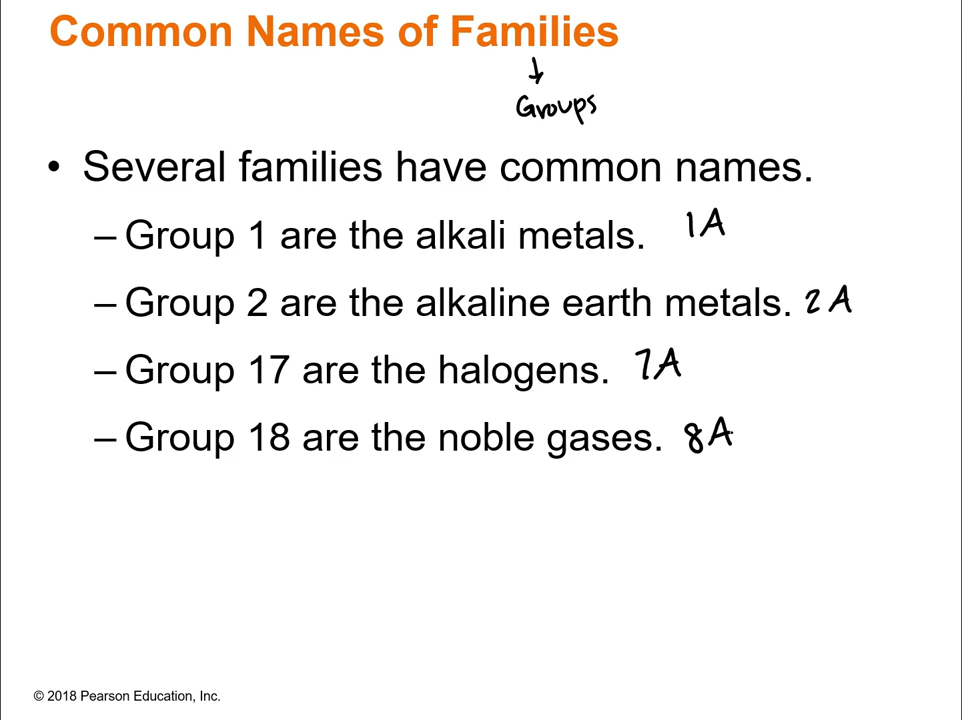 Common Names of Families
↓
Groups
• Several families have common names.
– Group 1 are the alkali metals. 1A
– Group 2 are the alkaline earth metals. 2A
– Group 17 are the halogens. 7A
– Group 18 are the noble gases. 8A
© 2018 Pearson Education, Inc.